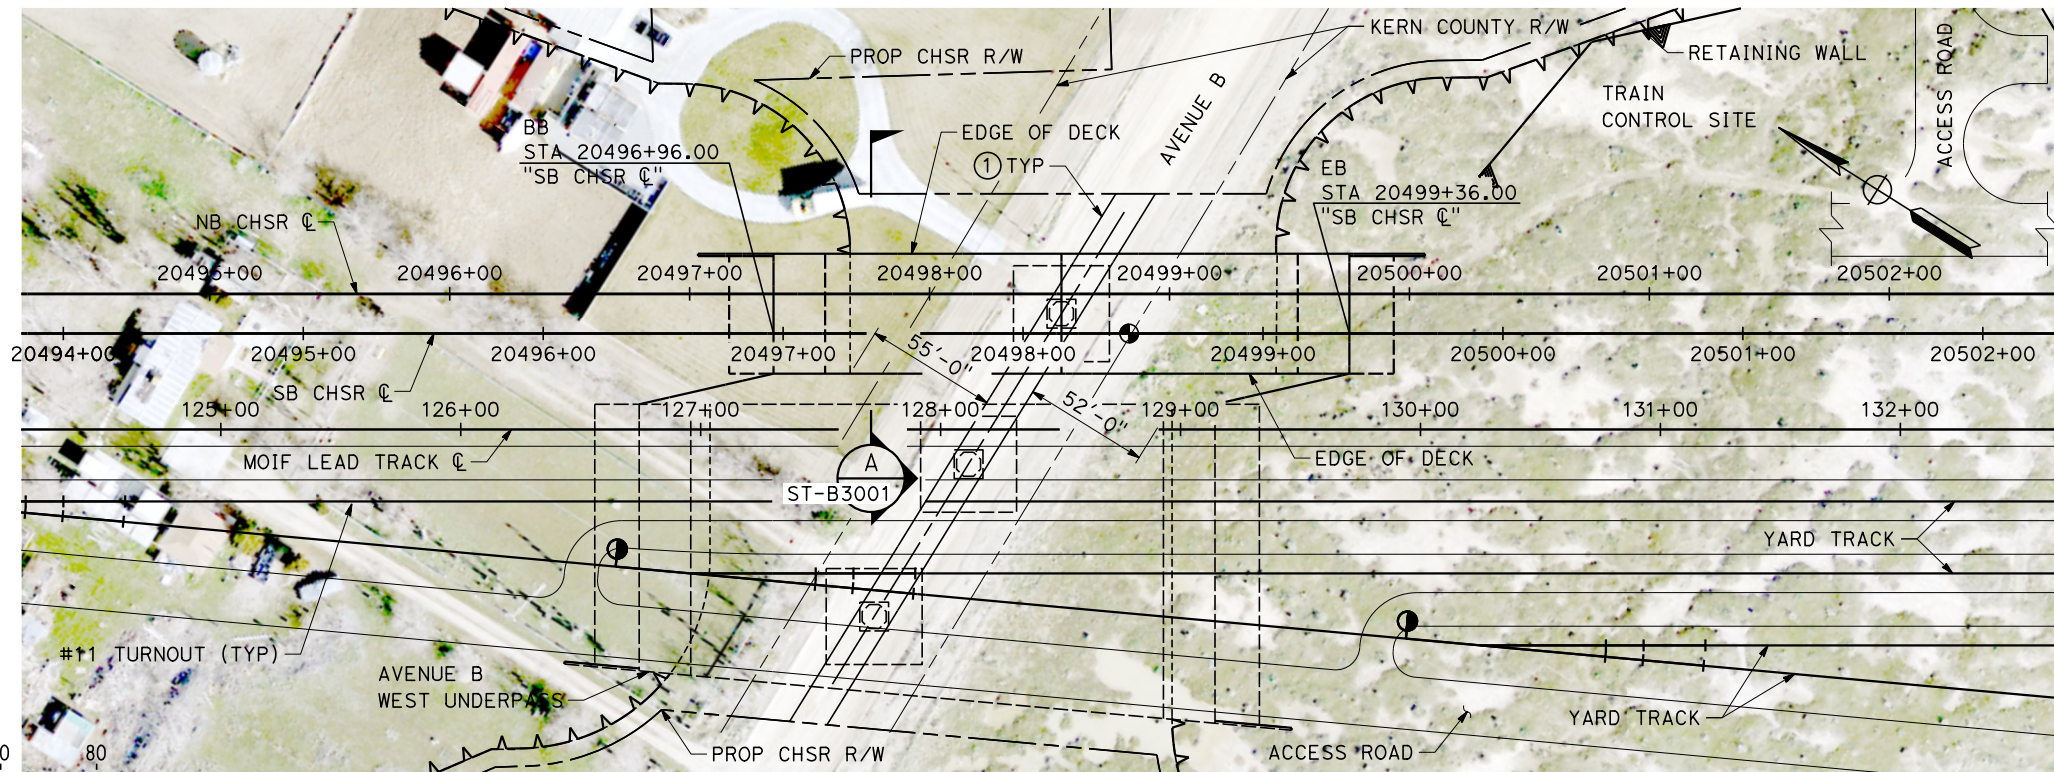 KERN COUNTY R/W
PROP CHSR R/W
RETAINING WALL
ACCESS ROAD
TRAIN
CONTROL SITE
AVENUE B
BB
STA 20496+96.00
"SB CHSR ℄"
EDGE OF DECK
1 TYP
EB
STA 20499+36.00
"SB CHSR ℄"
NB CHSR ℄
20495+00 20496+00 20497+00 20498+00 20499+00 20500+00 20501+00 20502+00
20494+00 20495+00 20496+00 20497+00 20498+00 20499+00 20500+00 20501+00 20502+00
55'-0"
52'-0"
SB CHSR ℄
125+00 126+00 127+00 128+00 129+00 130+00 131+00 132+00
MOIF LEAD TRACK ℄
A
ST-B3001
EDGE OF DECK
YARD TRACK
#11 TURNOUT (TYP)
AVENUE B
WEST UNDERPASS
YARD TRACK
PROP CHSR R/W
ACCESS ROAD
0 80